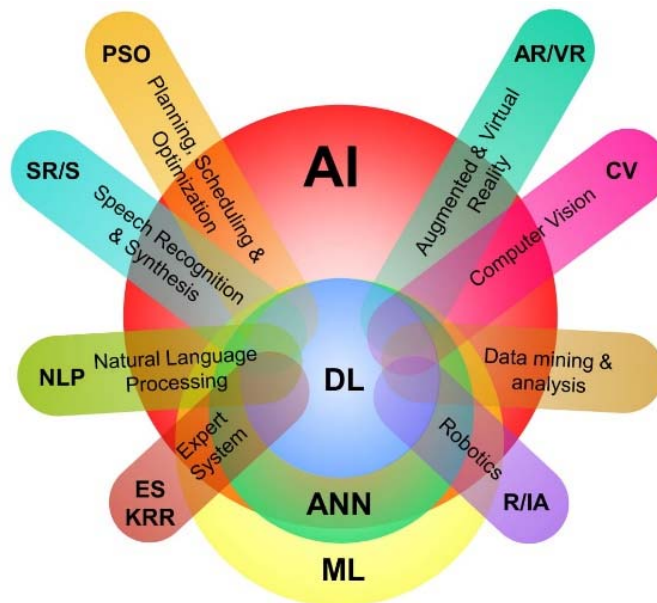 PSO
Planning, Scheduling &
Optimization
AR/VR
Augmented & Virtual
Reality
AI
SR/S
Speech Recognition
& Synthesis
CV
Computer Vision
NLP
Natural Language
Processing
DL
Data mining &
analysis
ES
KRR
Expert
System
ANN
Robotics
R/IA
ML